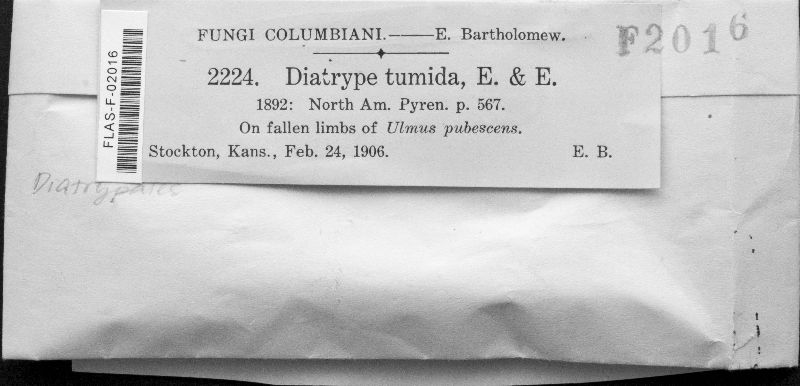 FUNGI COLUMBIANI.——E. Bartholomew.
F2016
2224. Diatrype tumida, E. & E.
1892: North Am. Pyren. p. 567.
On fallen limbs of Ulmus pubescens.
Stockton, Kans., Feb. 24, 1906. E. B.
FLAS-F-02016
Diatrypales